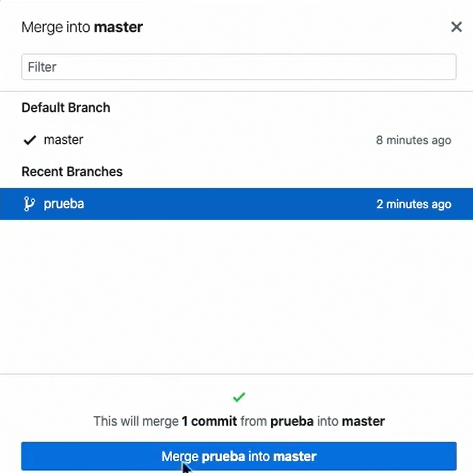 Merge into master
Filter
Default Branch
master 8 minutes ago
Recent Branches
prueba 2 minutes ago
This will merge 1 commit from prueba into master
Merge prueba into master